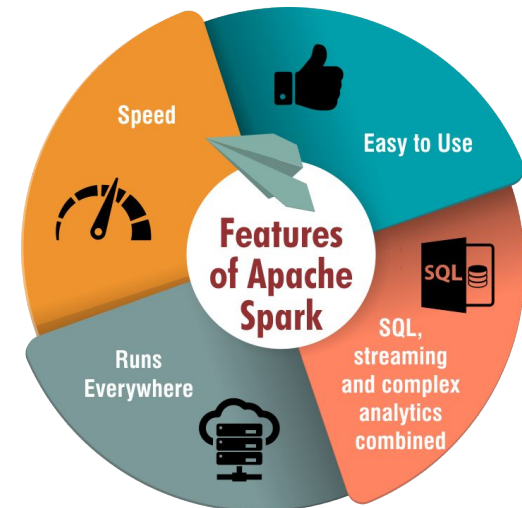 Speed
Easy to Use
Features
of Apache
Spark
SQL
SQL,
streaming
and complex
analytics
combined
Runs
Everywhere